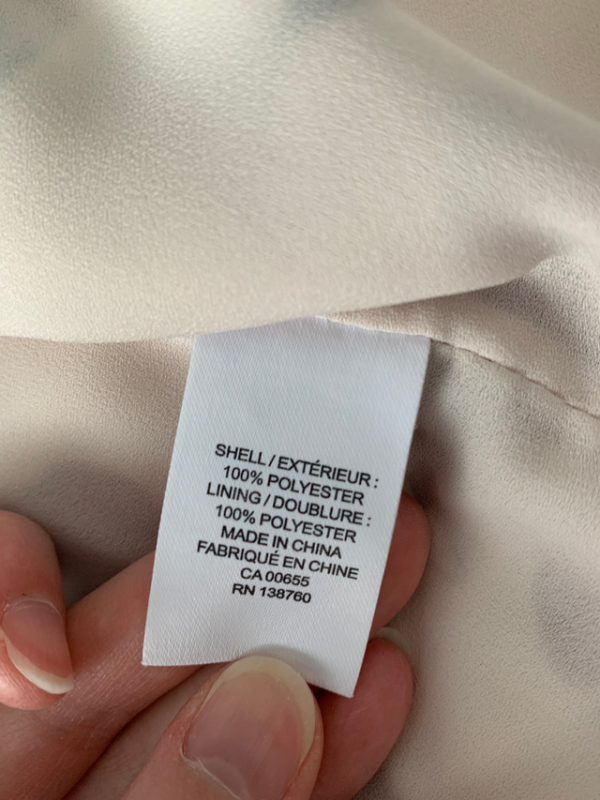 SHELL / EXTÉRIEUR :
100% POLYESTER
LINING / DOUBLURE :
100% POLYESTER
MADE IN CHINA
FABRIQUÉ EN CHINE
CA 00655
RN 138760